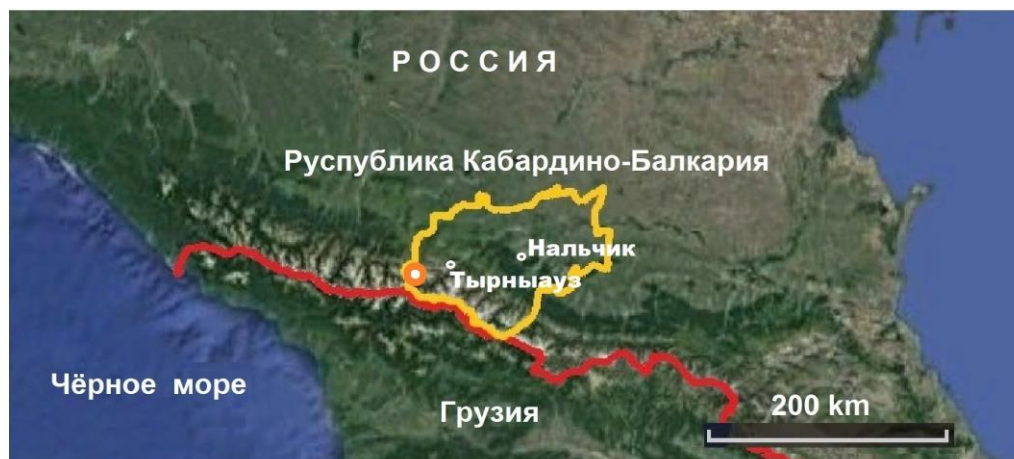 РОССИЯ
Руспублика Кабардино-Балкария
Нальчик
Тырныауз
Чёрное море
Грузия
200 km